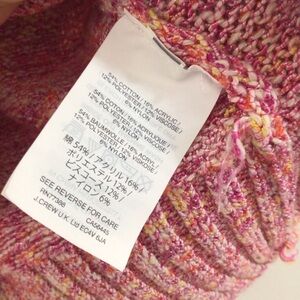 54% COTTON / 16% ACRYLIC /
12% POLYESTER / 12% VISCOSE /
6% NYLON
54% COTON / 16% ACRYLIQUE /
12% POLYESTER / 12% VISCOSE /
6% NYLON
54% BAUMWOLLE / 16% ACRYL /
12% POLYESTER / 12% VISKOSE /
6% NYLON
綿 54% / アクリル 16% /
ポリエステル 12% /
ビスコース 12% /
ナイロン 6%
SEE REVERSE FOR CARE
RN77388 CA56445
J.CREW U.K. Ltd EC4V 6JA